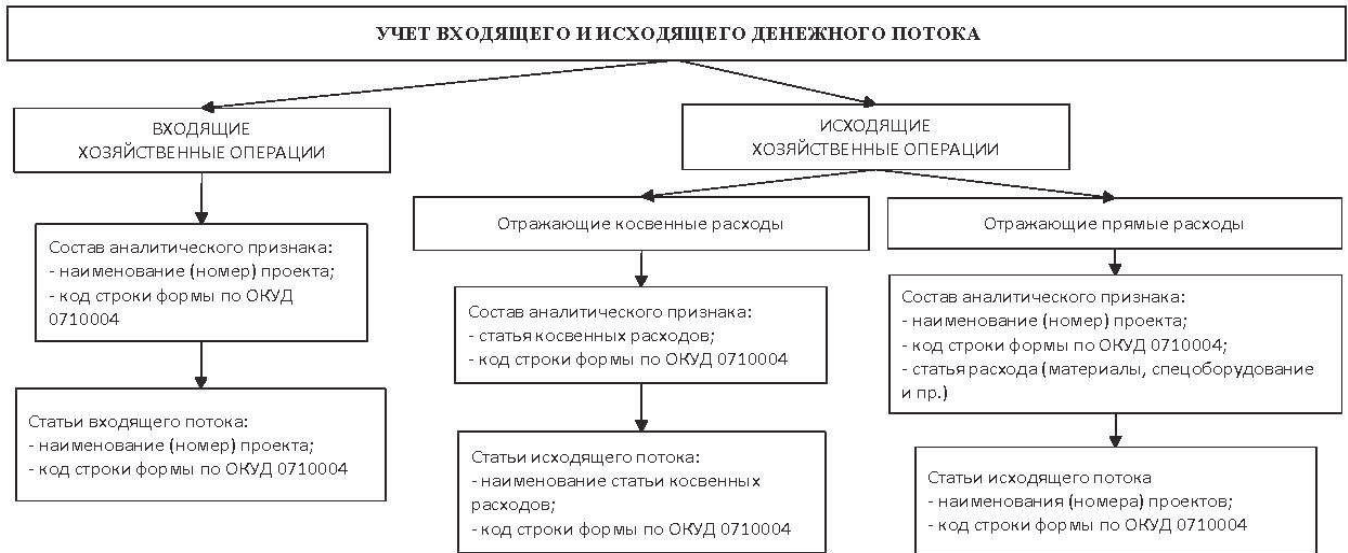 УЧЕТ ВХОДЯЩЕГО И ИСХОДЯЩЕГО ДЕНЕЖНОГО ПОТОКА
ВХОДЯЩИЕ
ХОЗЯЙСТВЕННЫЕ ОПЕРАЦИИ
Состав аналитического признака:
- наименование (номер) проекта;
- код строки формы по ОКУД
0710004
Статьи входящего потока:
- наименование (номер) проекта;
- код строки формы по ОКУД 0710004
ИСХОДЯЩИЕ
ХОЗЯЙСТВЕННЫЕ ОПЕРАЦИИ
Отражающие косвенные расходы
Состав аналитического признака:
- статья косвенных расходов;
- код строки формы по ОКУД 0710004
Статьи исходящего потока:
- наименование статьи косвенных
расходов;
- код строки формы по ОКУД 0710004
Отражающие прямые расходы
Состав аналитического признака:
- наименование (номер) проекта;
- код строки формы по ОКУД 0710004;
- статья расхода (материалы, спецоборудование
и пр.)
Статьи исходящего потока
- наименования (номера) проектов;
- код строки формы по ОКУД 0710004